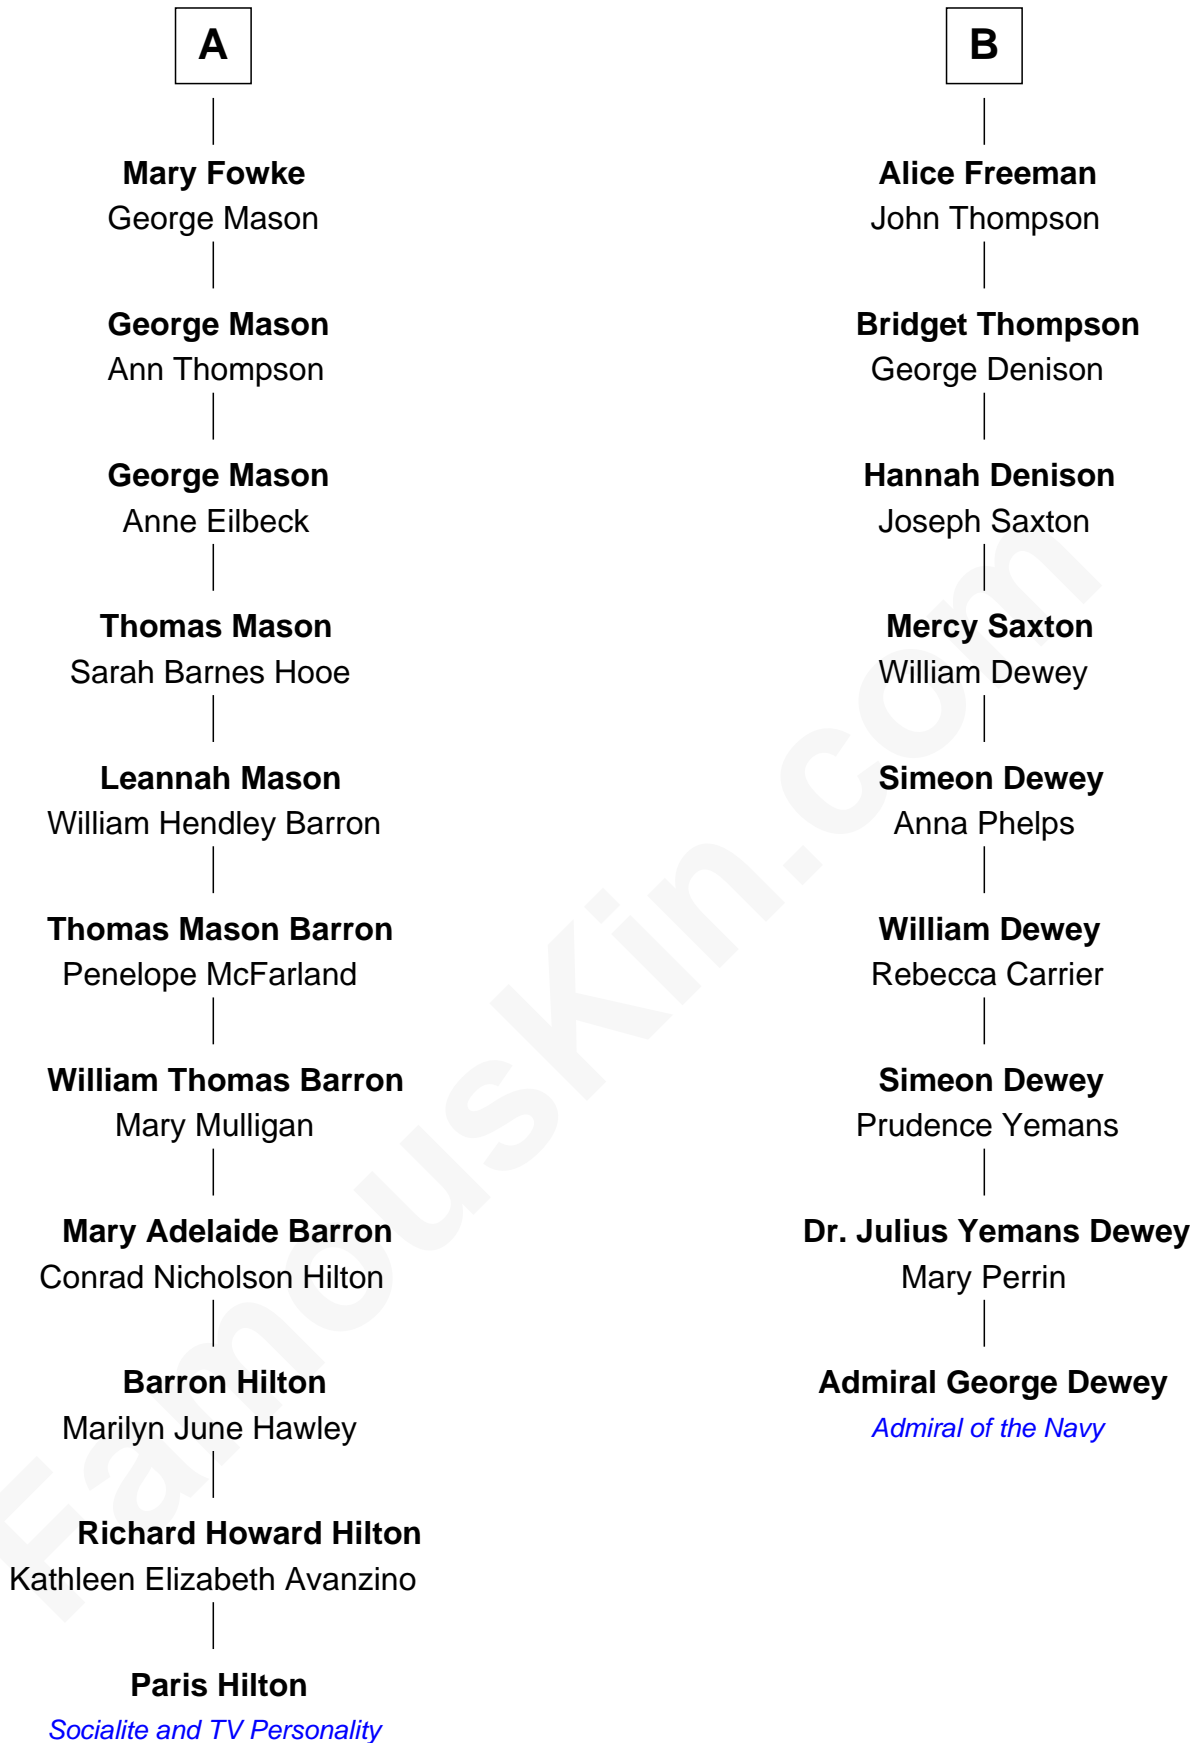 A
Mary Fowke
George Mason
George Mason
Ann Thompson
George Mason
Anne Eilbeck
Thomas Mason
Sarah Barnes Hooe
Leannah Mason
William Hendley Barron
Thomas Mason Barron
Penelope McFarland
William Thomas Barron
Mary Mulligan
Mary Adelaide Barron
Conrad Nicholson Hilton
Barron Hilton
Marilyn June Hawley
Richard Howard Hilton
Kathleen Elizabeth Avanzino
Paris Hilton
Socialite and TV Personality
B
Alice Freeman
John Thompson
Bridget Thompson
George Denison
Hannah Denison
Joseph Saxton
Mercy Saxton
William Dewey
Simeon Dewey
Anna Phelps
William Dewey
Rebecca Carrier
Simeon Dewey
Prudence Yemans
Dr. Julius Yemans Dewey
Mary Perrin
Admiral George Dewey
Admiral of the Navy
FamousKin.com